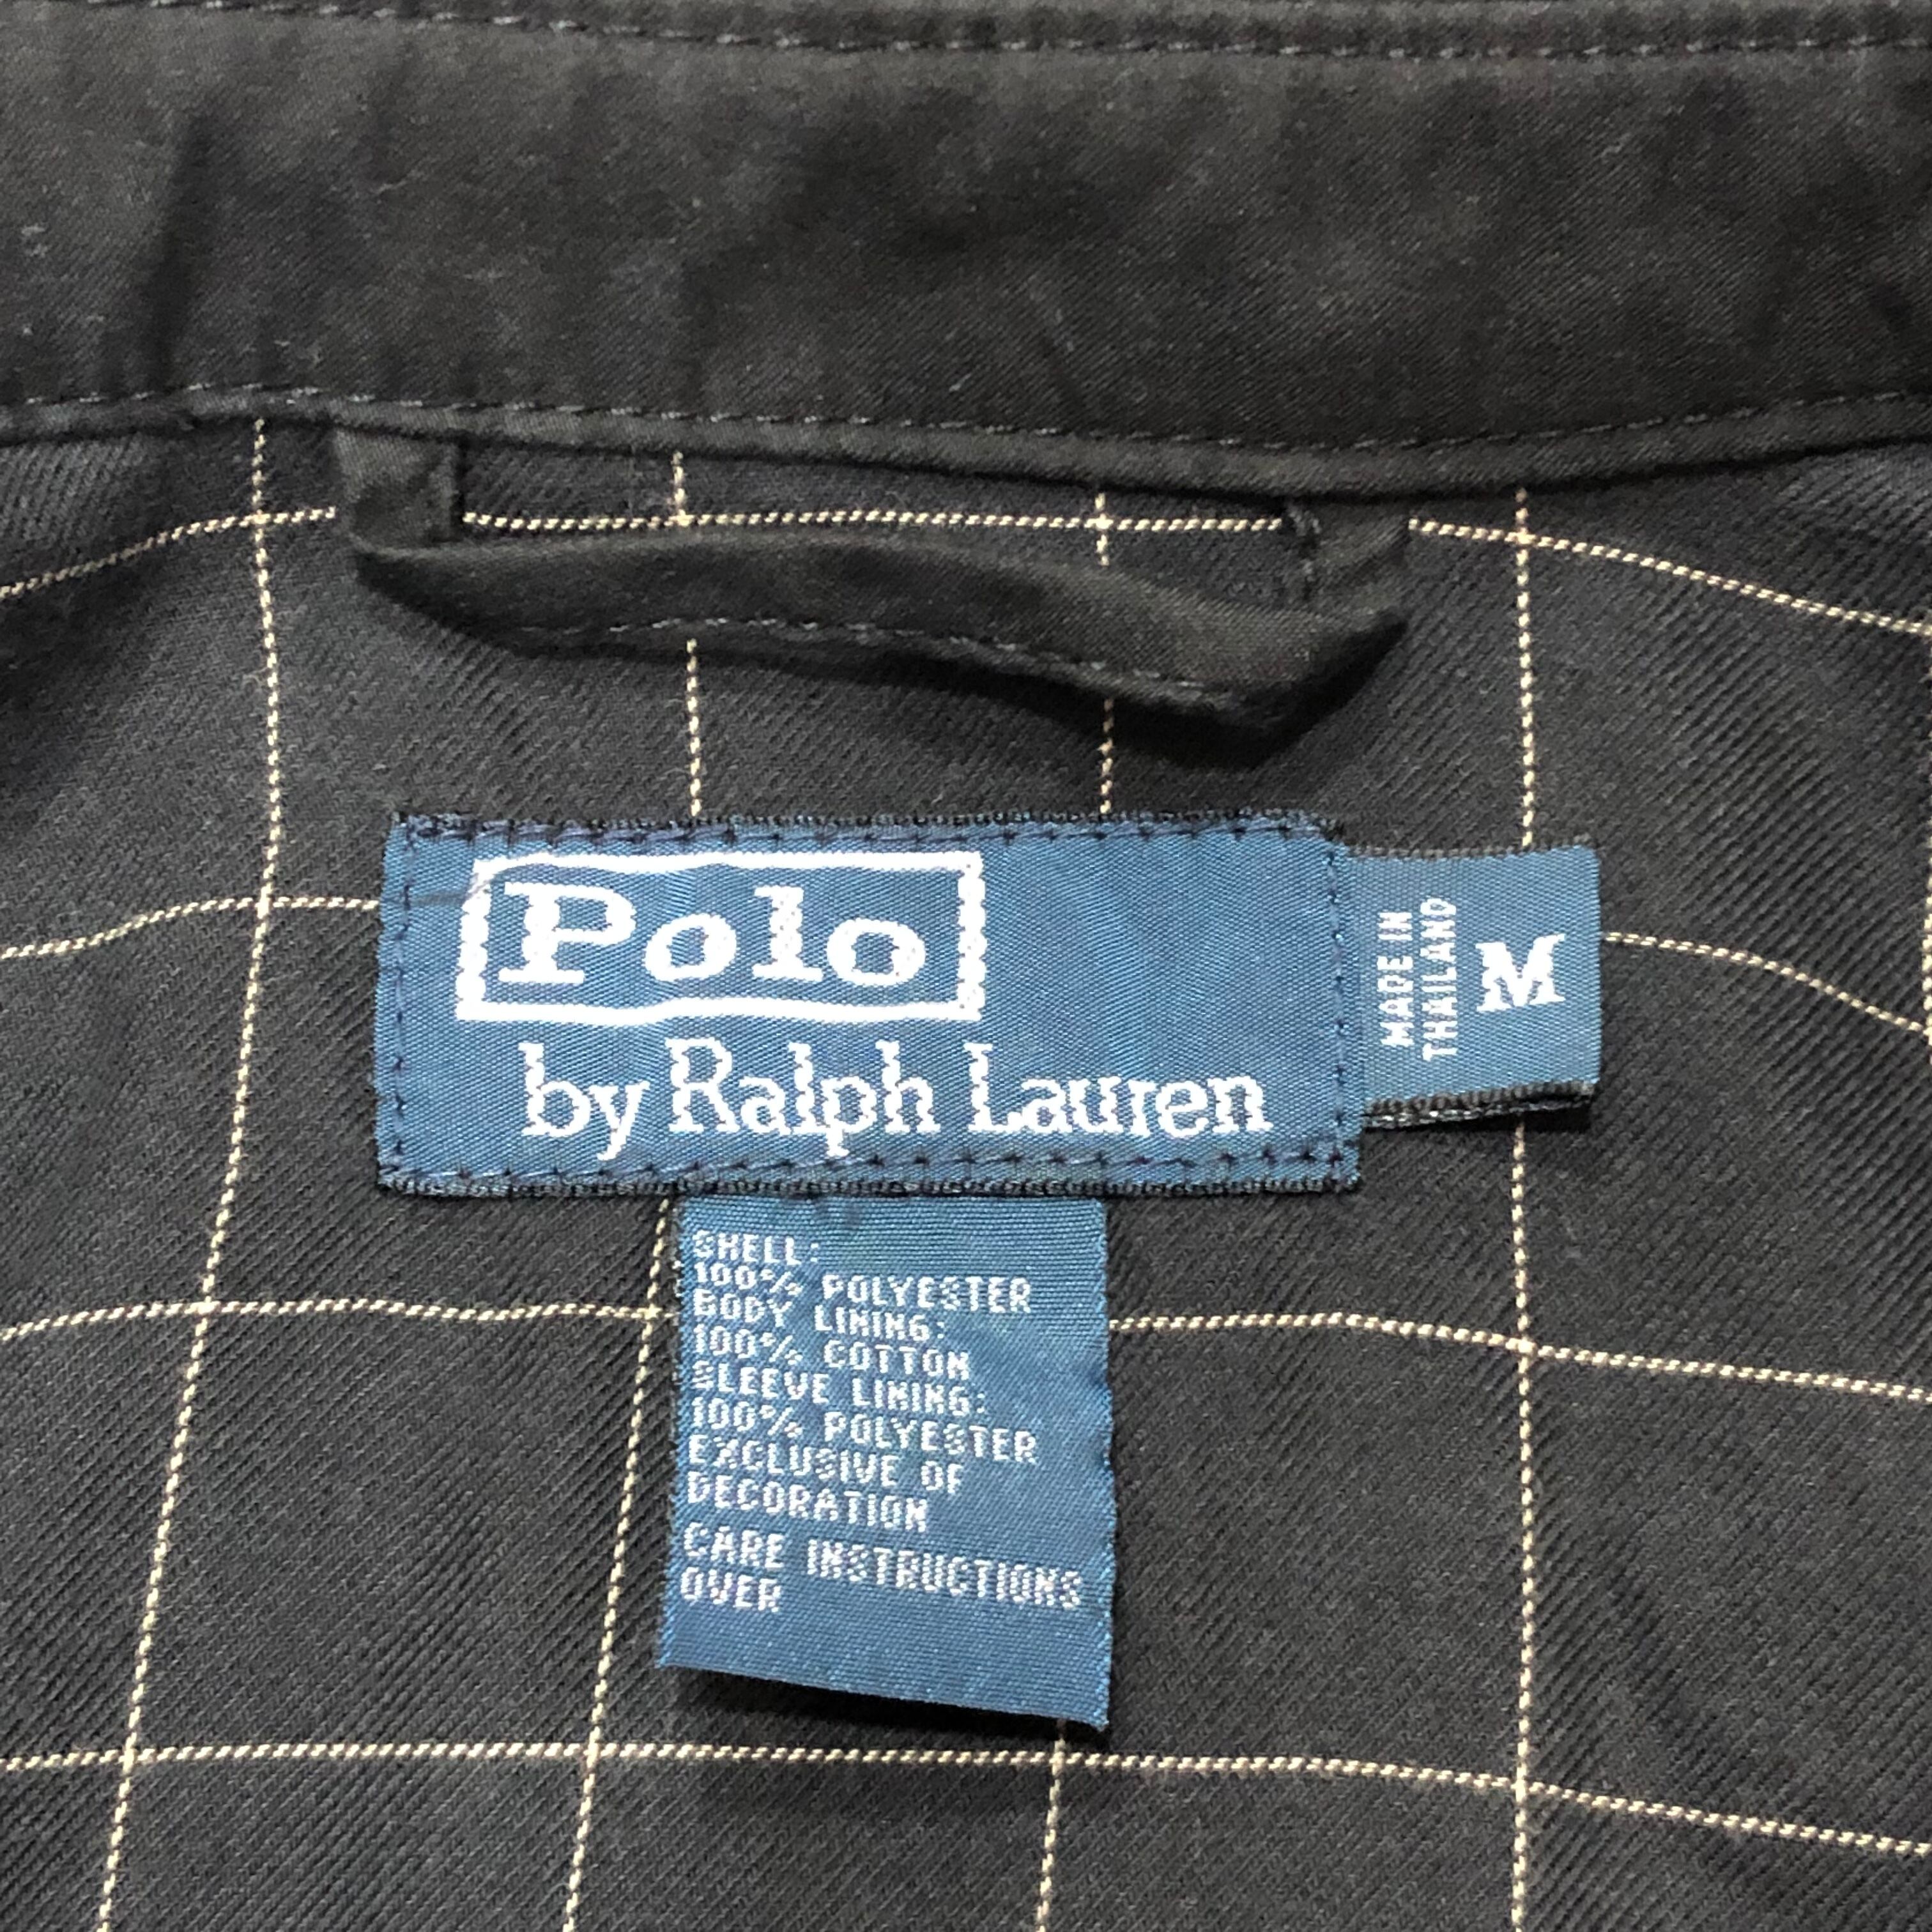 Polo
by Ralph Lauren
MADE IN
THAILAND
M
SHELL:
100% POLYESTER
BODY LINING:
100% COTTON
SLEEVE LINING:
100% POLYESTER
EXCLUSIVE OF
DECORATION
CARE INSTRUCTIONS
OVER